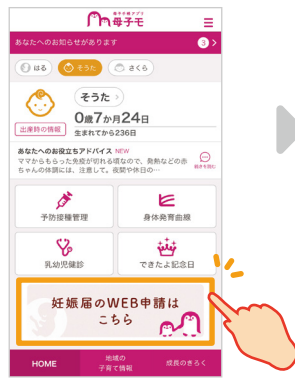 母子手帳アプリ
母子モ
あなたへのお知らせがあります 3
はる そうた さくら
そうた
0歳7か月24日
出産時の情報 生まれてから236日
あなたへのお役立ちアドバイス NEW
ママからもらった免疫が切れる頃なので、発熱などの赤
ちゃんの体調には、注意して。夜間や休日の…
続きを読む
予防接種管理 身体発育曲線
乳幼児健診 できたよ記念日
妊娠届のWEB申請は
こちら
HOME 地域の
子育て情報 成長のきろく